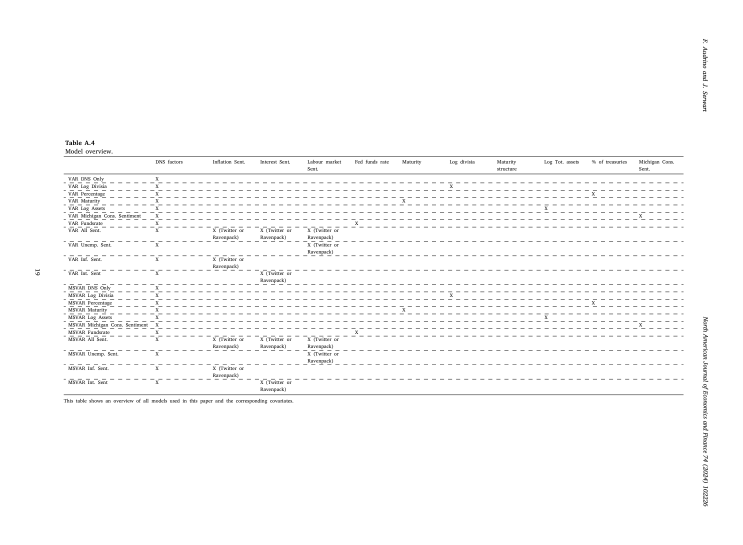 F. Audrino and J. Serwart
Table A.4
Model overview.
DNS factors Inflation Sent. Interest Sent. Labour market Sent. Fed funds rate Maturity Log divisia Maturity structure Log Tot. assets % of treasuries Michigan Cons. Sent.
VAR DNS Only X
VAR Log Divisia X X
VAR Percentage X X
VAR Maturity X X
VAR Log Assets X X
VAR Michigan Cons. Sentiment X X
VAR Fundsrate X X
VAR All Sent. X X (Twitter or Ravenpack) X (Twitter or Ravenpack) X (Twitter or Ravenpack)
VAR Unemp. Sent. X X (Twitter or Ravenpack)
VAR Inf. Sent. X X (Twitter or Ravenpack)
VAR Int. Sent X X (Twitter or Ravenpack)
MSVAR DNS Only X
MSVAR Log Divisia X X
MSVAR Percentage X X
MSVAR Maturity X X
MSVAR Log Assets X X
MSVAR Michigan Cons. Sentiment X X
MSVAR Fundsrate X X
MSVAR All Sent. X X (Twitter or Ravenpack) X (Twitter or Ravenpack) X (Twitter or Ravenpack)
MSVAR Unemp. Sent. X X (Twitter or Ravenpack)
MSVAR Inf. Sent. X X (Twitter or Ravenpack)
MSVAR Int. Sent X X (Twitter or Ravenpack)
This table shows an overview of all models used in this paper and the corresponding covariates.
19
North American Journal of Economics and Finance 74 (2024) 102226